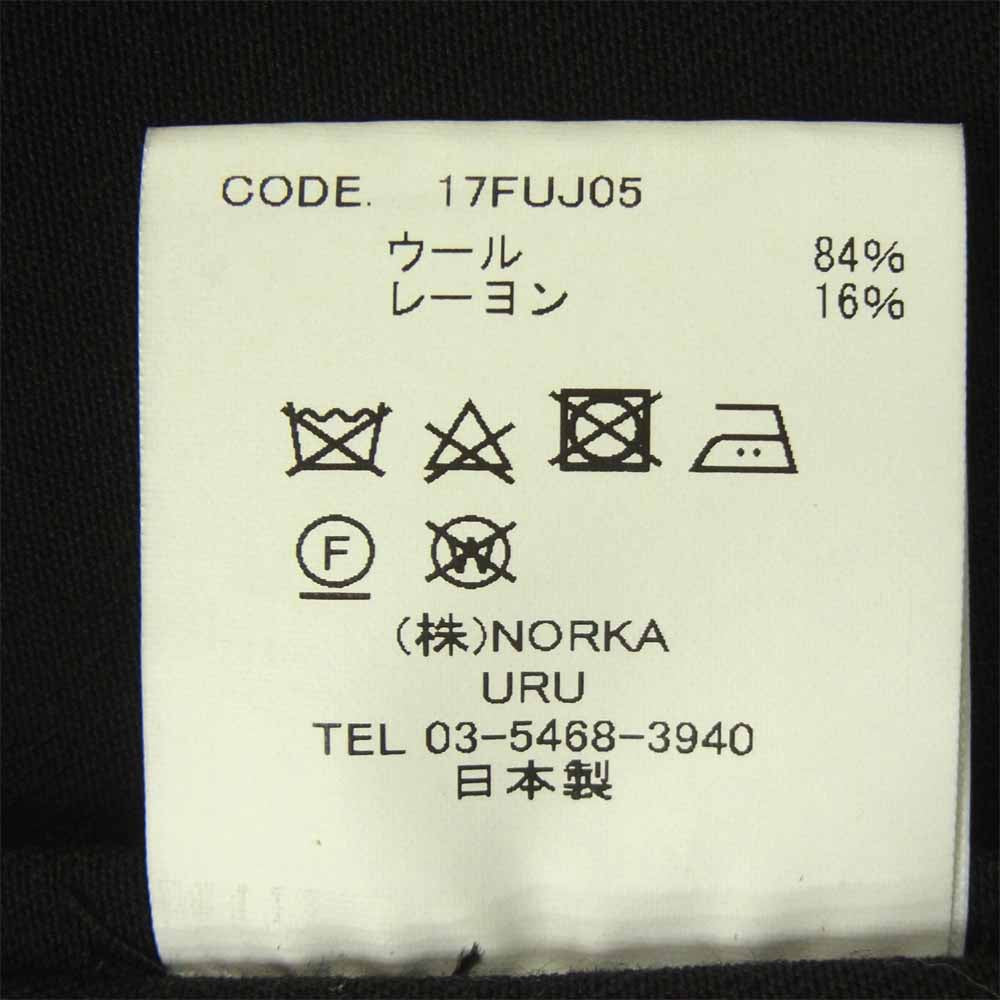 CODE. 17FUJ05
ウール 84%
レーヨン 16%
F W
(株)NORKA
URU
TEL 03-5468-3940
日本製